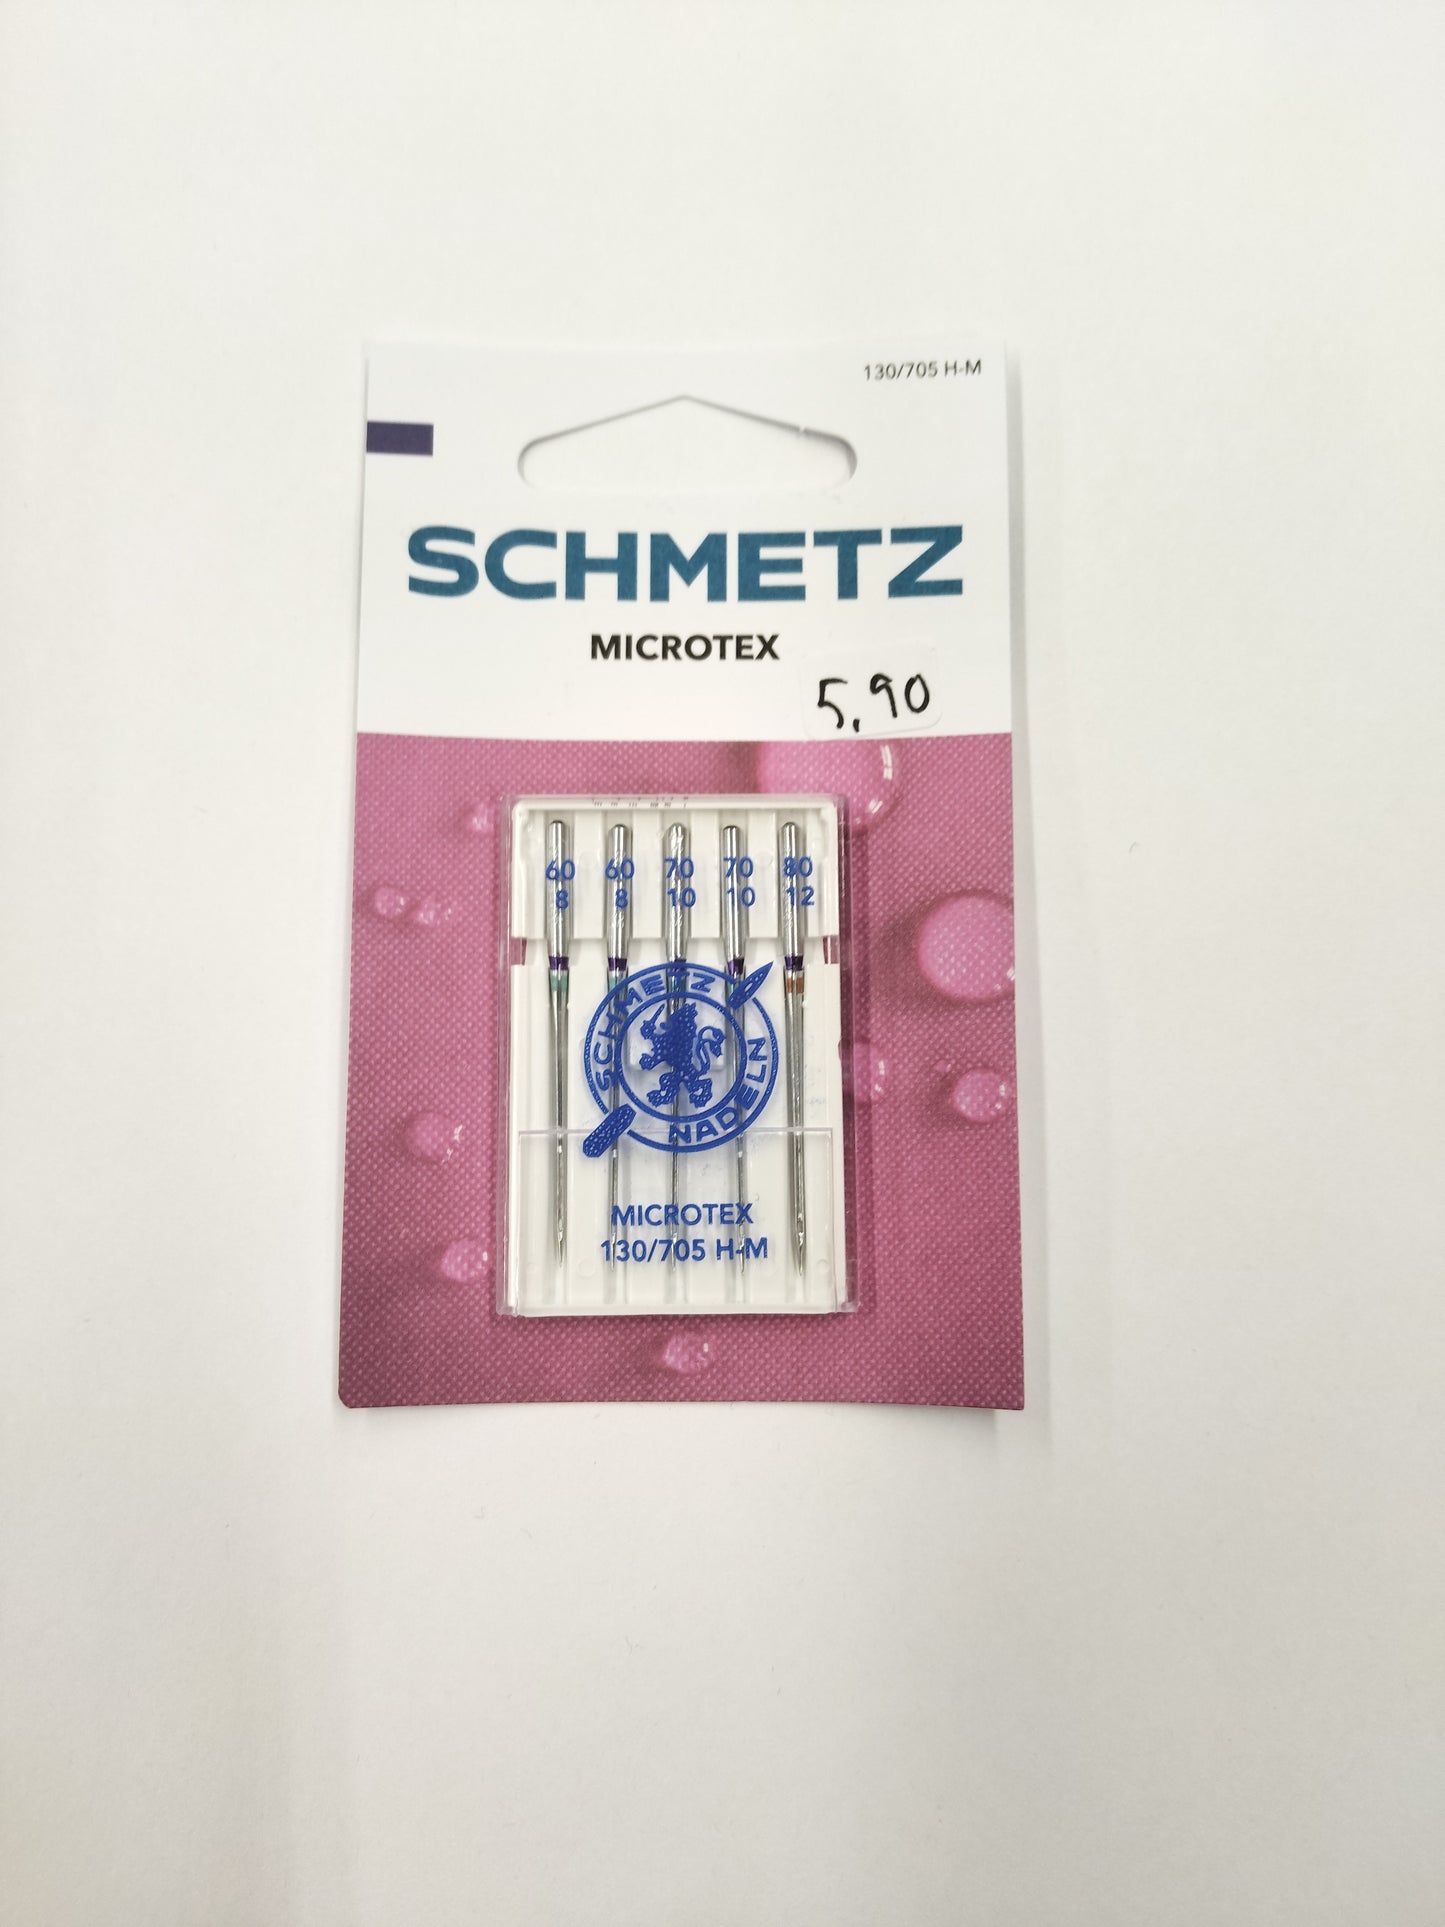 130/705 H-M
SCHMETZ
MICROTEX
5,90
60 60 70 70 80
8 8 10 10 12
SCHMETZ
NADELN
MICROTEX
130/705 H-M